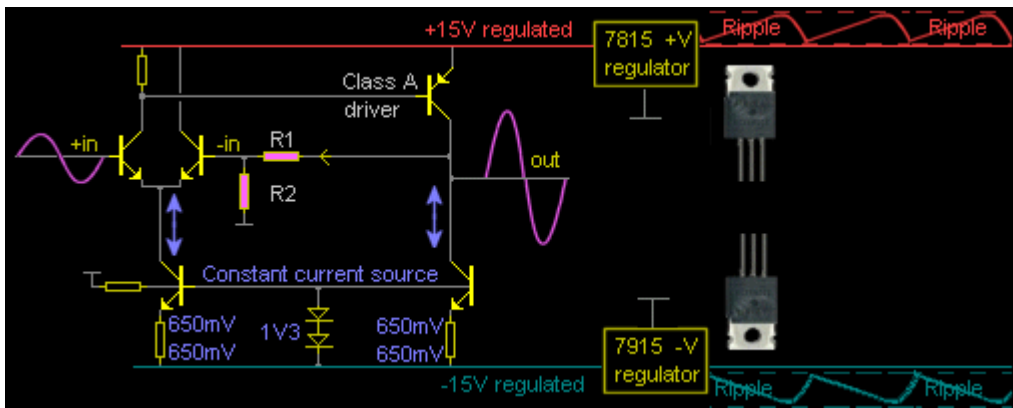 +15V regulated
7815 +V
regulator
Ripple
Ripple
Class A
driver
+in
-in
R1
out
R2
Constant current source
650mV
650mV
1V3
650mV
650mV
7915 -V
regulator
-15V regulated
Ripple
Ripple